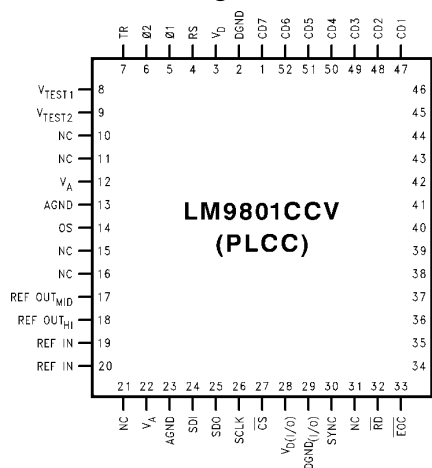 TR Ø2 Ø1 RS VD DGND CD7 CD6 CD5 CD4 CD3 CD2 CD1
7 6 5 4 3 2 1 52 51 50 49 48 47
VTEST1 8
VTEST2 9
NC 10
NC 11
VA 12
AGND 13
OS 14
NC 15
NC 16
REF OUTMID 17
REF OUTHI 18
REF IN 19
REF IN 20
LM9801CCV
(PLCC)
46
45
44
43
42
41
40
39
38
37
36
35
34
21 22 23 24 25 26 27 28 29 30 31 32 33
NC VA AGND SDI SDO SCLK C̅S̅ VD(I/O) DGND(I/O) SYNC NC R̅D̅ E̅O̅C̅